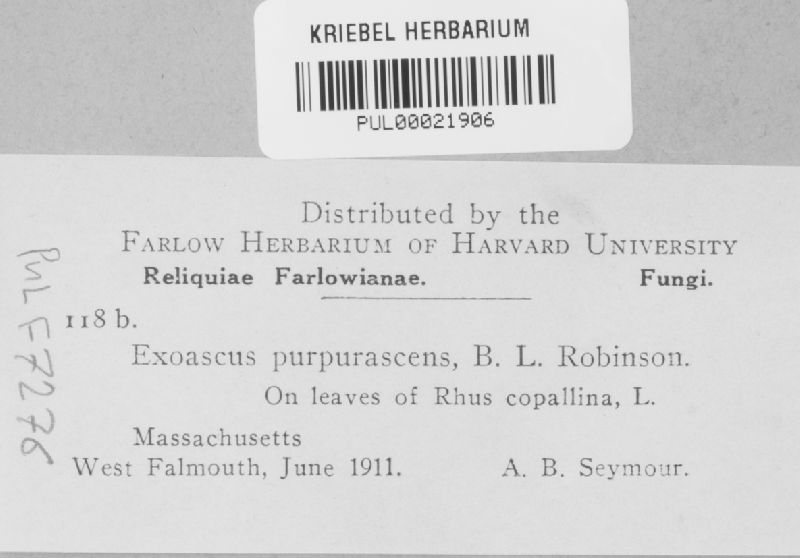 KRIEBEL HERBARIUM
PUL00021906
Distributed by the
FARLOW HERBARIUM OF HARVARD UNIVERSITY
Reliquiae Farlowianae. Fungi.
118 b.
Exoascus purpurascens, B. L. Robinson.
On leaves of Rhus copallina, L.
Massachusetts
West Falmouth, June 1911. A. B. Seymour.
PUL F7276